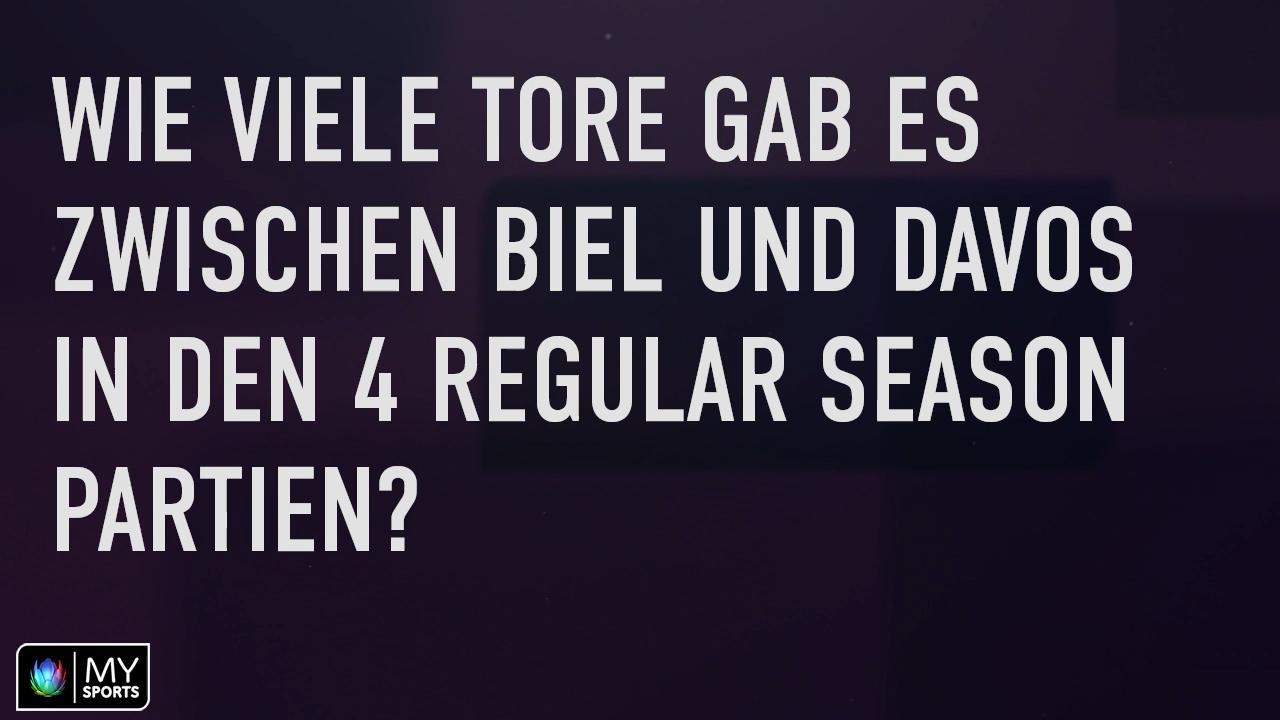 WIE VIELE TORE GAB ES
ZWISCHEN BIEL UND DAVOS
IN DEN 4 REGULAR SEASON
PARTIEN?
MY
SPORTS